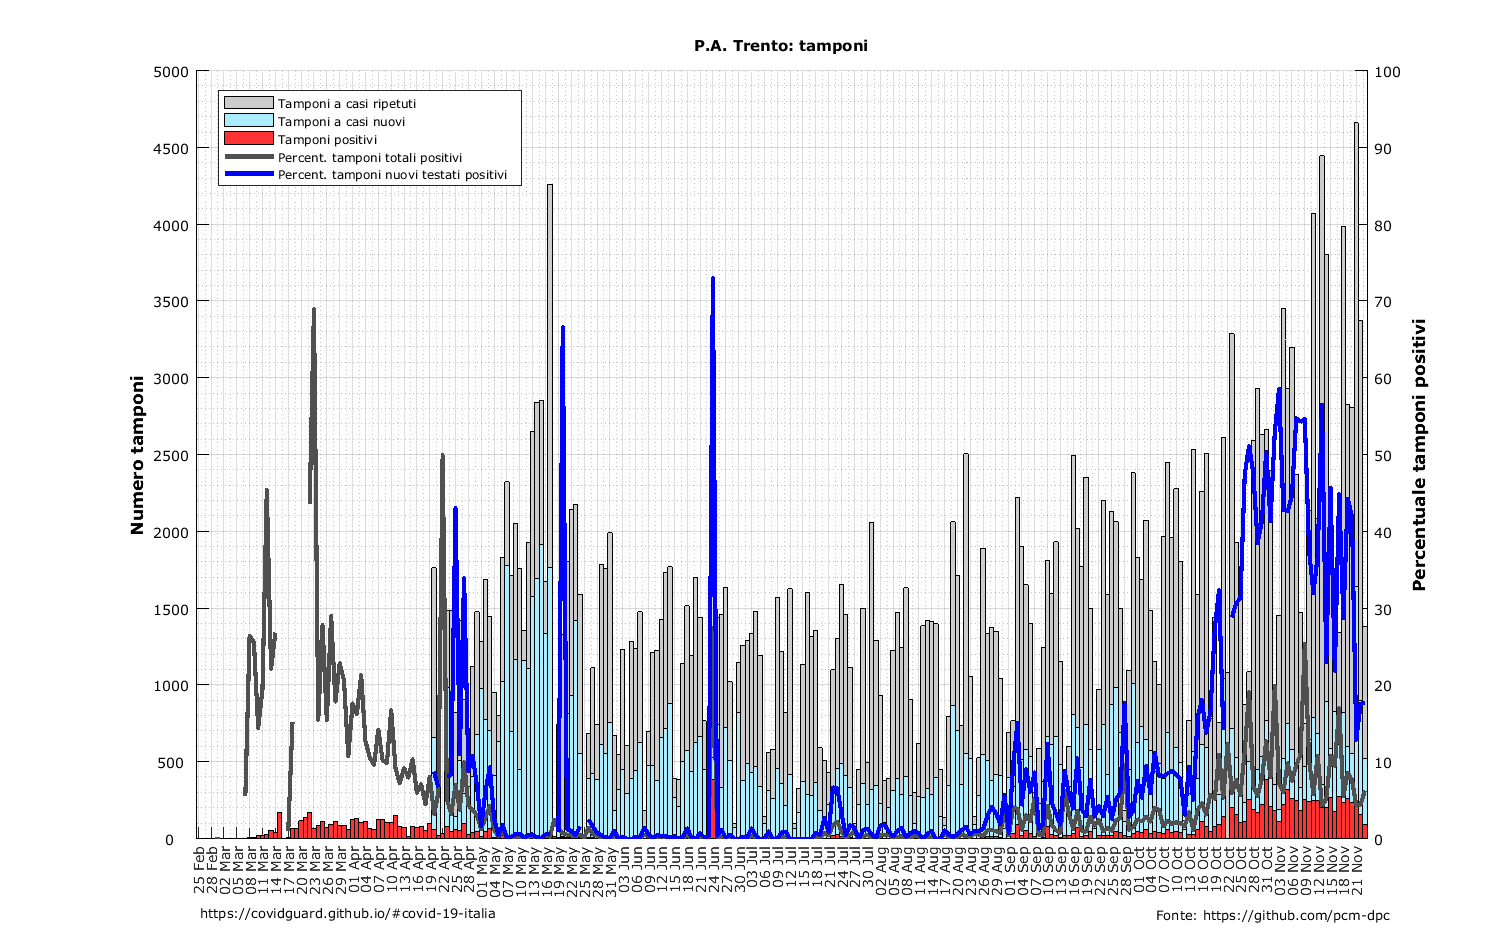 P.A. Trento: tamponi
5000
4500
4000
3500
3000
2500
2000
1500
1000
500
0
Numero tamponi
Tamponi a casi ripetuti
Tamponi a casi nuovi
Tamponi positivi
Percent. tamponi totali positivi
Percent. tamponi nuovi testati positivi
100
90
80
70
60
50
40
30
20
10
0
Percentuale tamponi positivi
25 Feb
28 Feb
02 Mar
05 Mar
08 Mar
11 Mar
14 Mar
17 Mar
20 Mar
23 Mar
26 Mar
29 Mar
01 Apr
04 Apr
07 Apr
10 Apr
13 Apr
16 Apr
19 Apr
22 Apr
25 Apr
28 Apr
01 May
04 May
07 May
10 May
13 May
16 May
19 May
22 May
25 May
28 May
31 May
03 Jun
06 Jun
09 Jun
12 Jun
15 Jun
18 Jun
21 Jun
24 Jun
27 Jun
30 Jun
03 Jul
06 Jul
09 Jul
12 Jul
15 Jul
18 Jul
21 Jul
24 Jul
27 Jul
30 Jul
02 Aug
05 Aug
08 Aug
11 Aug
14 Aug
17 Aug
20 Aug
23 Aug
26 Aug
29 Aug
01 Sep
04 Sep
07 Sep
10 Sep
13 Sep
16 Sep
19 Sep
22 Sep
25 Sep
28 Sep
01 Oct
04 Oct
07 Oct
10 Oct
13 Oct
16 Oct
19 Oct
22 Oct
25 Oct
28 Oct
31 Oct
03 Nov
06 Nov
09 Nov
12 Nov
15 Nov
18 Nov
21 Nov
https://covidguard.github.io/#covid-19-italia
Fonte: https://github.com/pcm-dpc